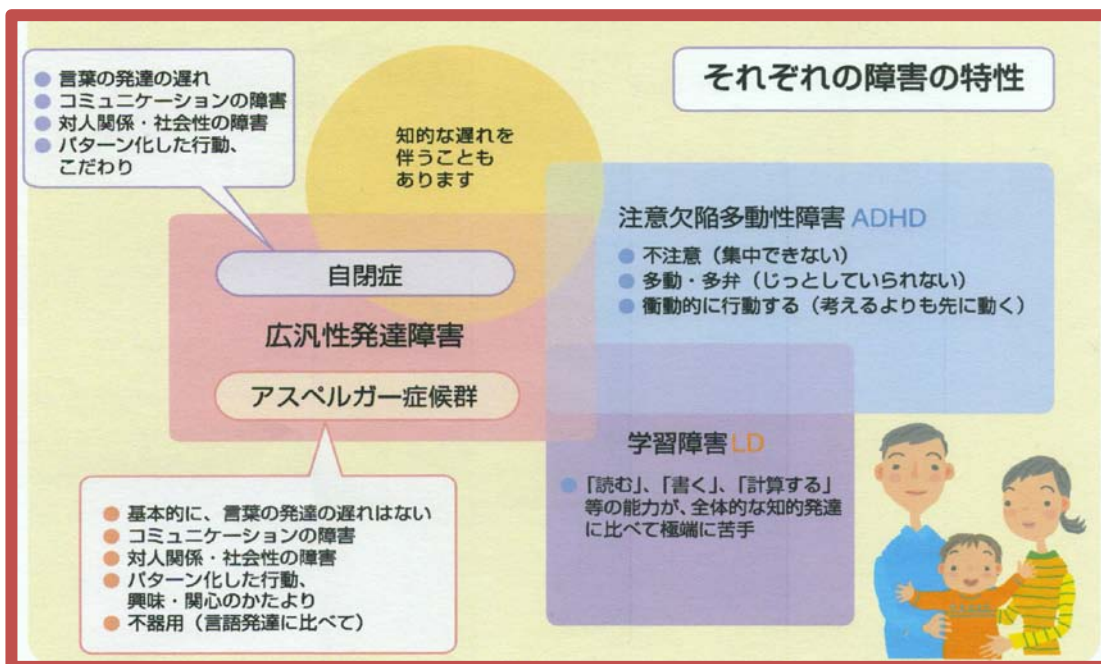 それぞれの障害の特性
● 言葉の発達の遅れ
● コミュニケーションの障害
● 対人関係・社会性の障害
● パターン化した行動、
こだわり
知的な遅れを
伴うことも
あります
自閉症
広汎性発達障害
アスペルガー症候群
● 基本的に、言葉の発達の遅れはない
● コミュニケーションの障害
● 対人関係・社会性の障害
● パターン化した行動、
興味・関心のかたより
● 不器用（言語発達に比べて）
注意欠陥多動性障害 ADHD
● 不注意（集中できない）
● 多動・多弁（じっとしていられない）
● 衝動的に行動する（考えるよりも先に動く）
学習障害 LD
● 「読む」、「書く」、「計算する」
等の能力が、全体的な知的発達
に比べて極端に苦手